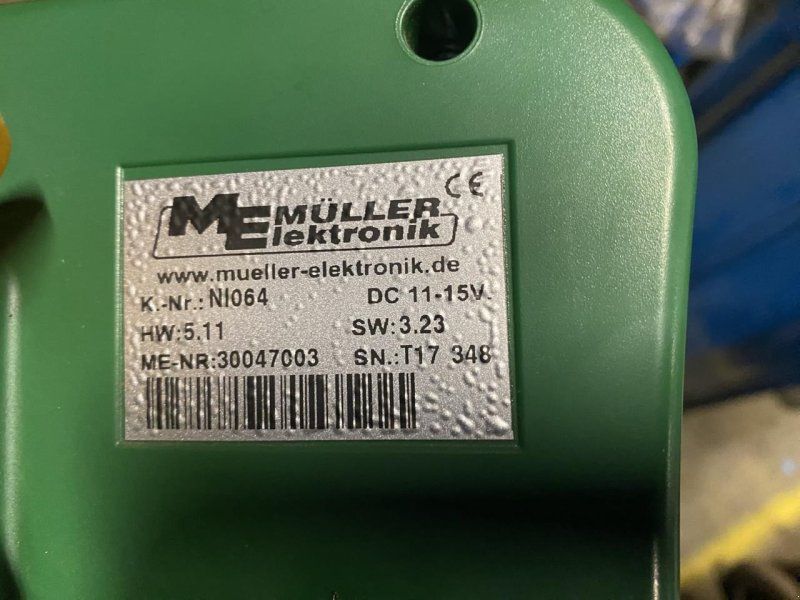 CE
ME MÜLLER
Elektronik
www.mueller-elektronik.de
K.-Nr.: NI064 DC 11-15V.
HW:5.11 SW:3.23
ME-NR:30047003 SN.:T17 348